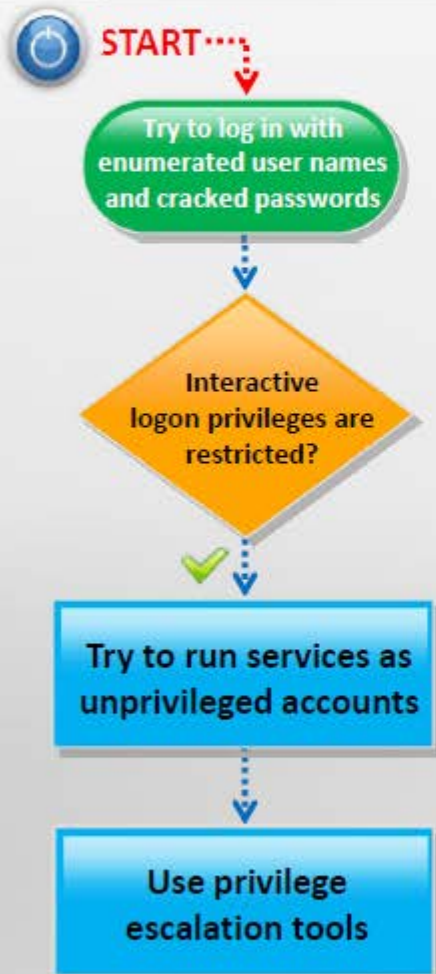 START
Try to log in with
enumerated user names
and cracked passwords
Interactive
logon privileges are
restricted?
Try to run services as
unprivileged accounts
Use privilege
escalation tools